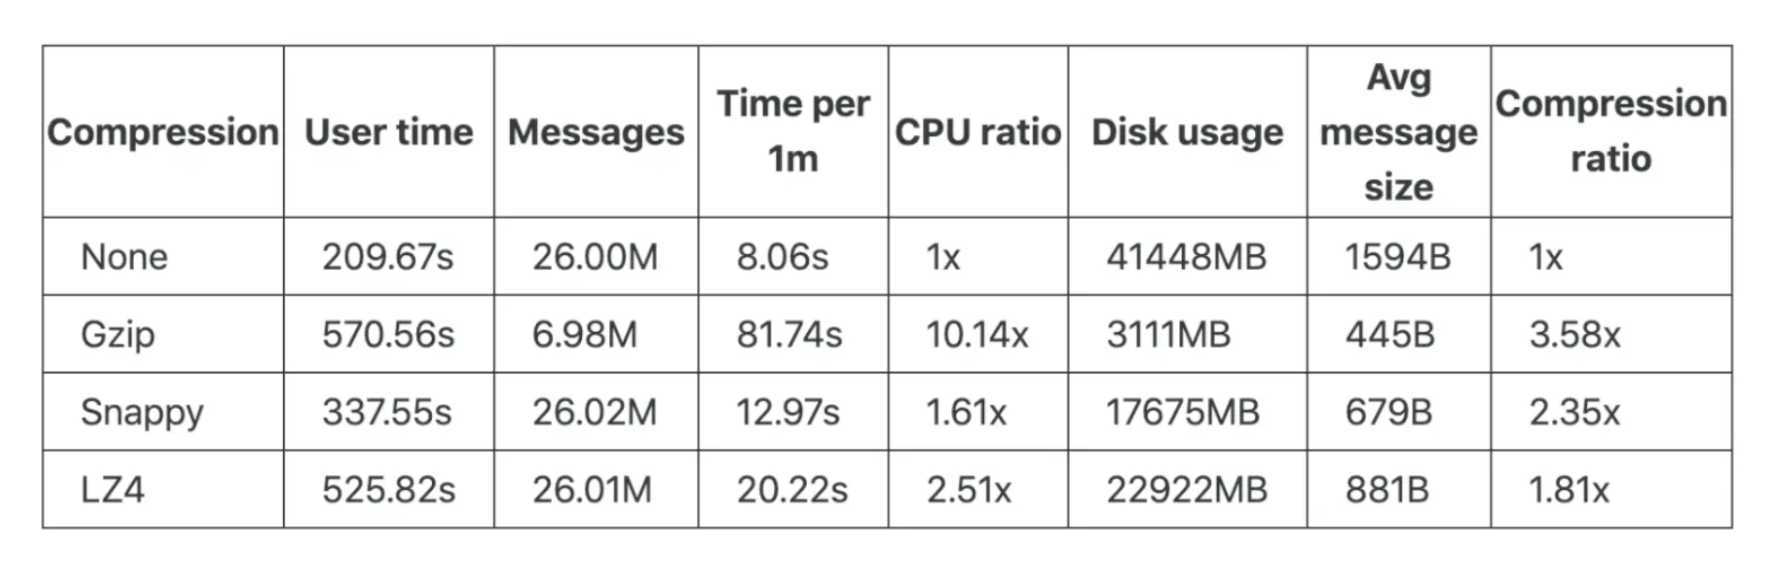 Compression User time Messages Time per 1m CPU ratio Disk usage Avg message size Compression ratio
None 209.67s 26.00M 8.06s 1x 41448MB 1594B 1x
Gzip 570.56s 6.98M 81.74s 10.14x 3111MB 445B 3.58x
Snappy 337.55s 26.02M 12.97s 1.61x 17675MB 679B 2.35x
LZ4 525.82s 26.01M 20.22s 2.51x 22922MB 881B 1.81x